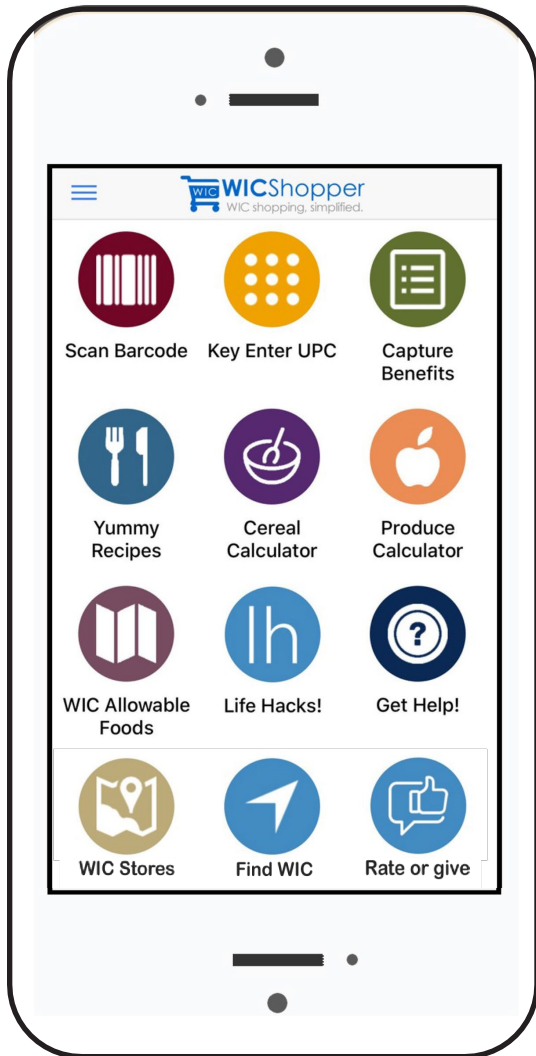 WIC WICShopper
WIC shopping, simplified.
Scan Barcode
Key Enter UPC
Capture
Benefits
Yummy
Recipes
Cereal
Calculator
Produce
Calculator
WIC Allowable
Foods
lh
Life Hacks!
?
Get Help!
WIC Stores
Find WIC
Rate or give